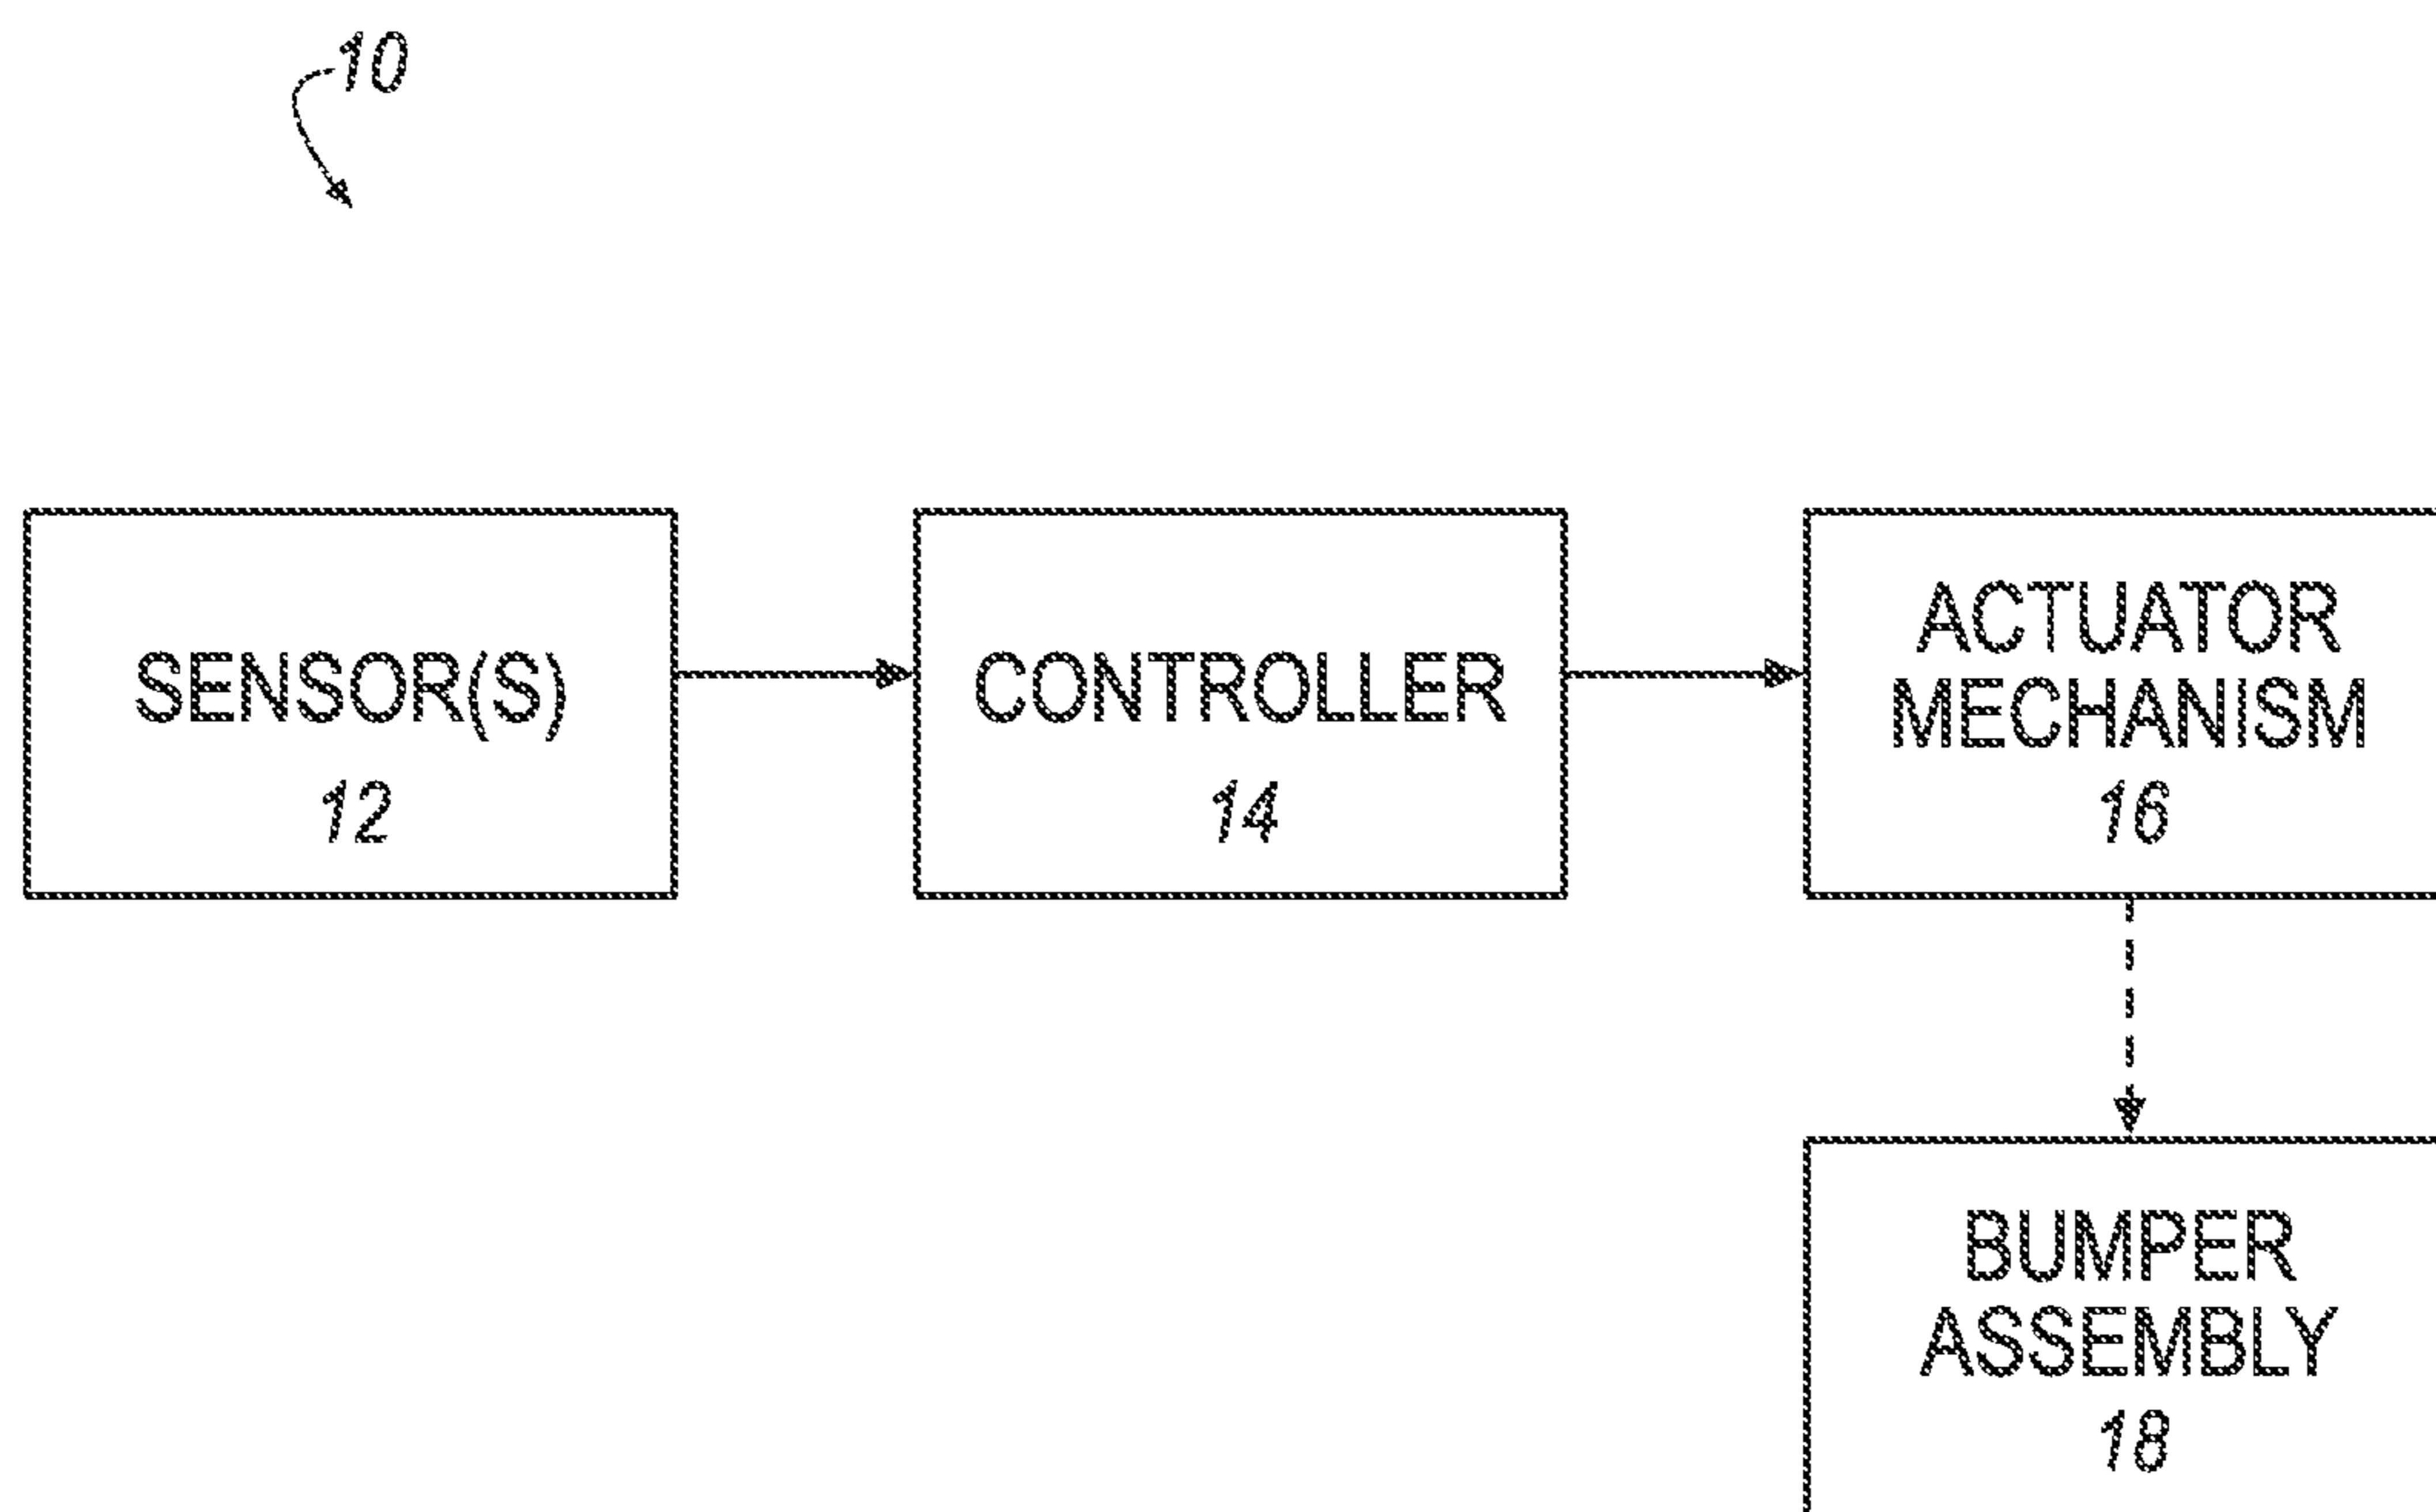 10
SENSOR(S)
12
CONTROLLER
14
ACTUATOR
MECHANISM
16
BUMPER
ASSEMBLY
18